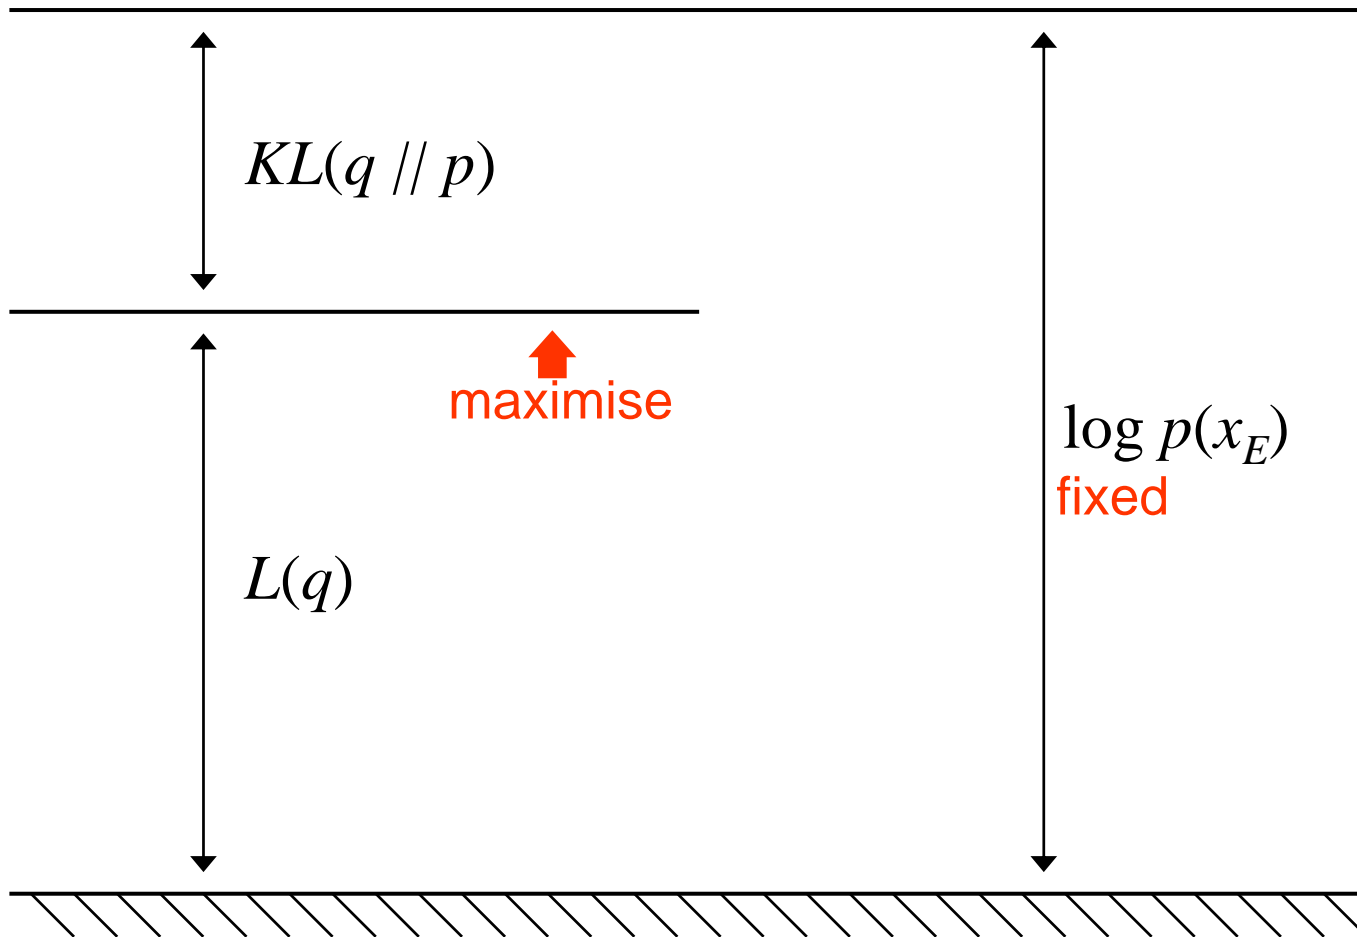 KL(q // p)
maximise
log p(x_E)
fixed
L(q)